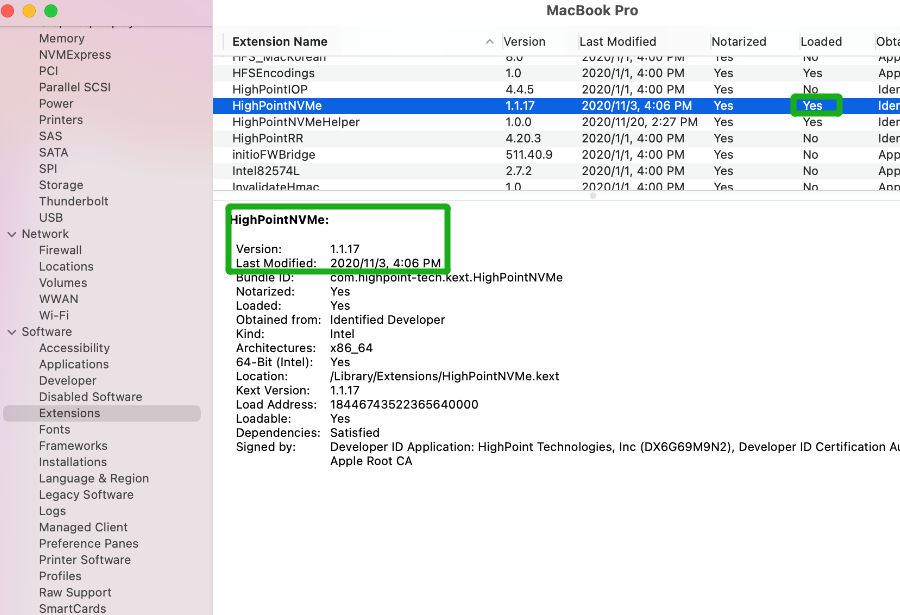 MacBook Pro
Memory
NVMExpress
PCI
Parallel SCSI
Power
Printers
SAS
SATA
SPI
Storage
Thunderbolt
USB
Network
Firewall
Locations
Volumes
WWAN
Wi-Fi
Software
Accessibility
Applications
Developer
Disabled Software
Extensions
Fonts
Frameworks
Installations
Language & Region
Legacy Software
Logs
Managed Client
Preference Panes
Printer Software
Profiles
Raw Support
SmartCards
Extension Name Version Last Modified Notarized Loaded Obta
HFS_MacKorean 8.0 2020/1/1, 4:00 PM Yes No App
HFSEncodings 1.0 2020/1/1, 4:00 PM Yes Yes App
HighPointIOP 4.4.5 2020/1/1, 4:00 PM Yes No Iden
HighPointNVMe 1.1.17 2020/11/3, 4:06 PM Yes Yes Iden
HighPointNVMeHelper 1.0.0 2020/11/20, 2:27 PM Yes Yes Iden
HighPointRR 4.20.3 2020/1/1, 4:00 PM Yes No App
initioFWBridge 511.40.9 2020/1/1, 4:00 PM Yes No App
Intel82574L 2.7.2 2020/1/1, 4:00 PM Yes No App
InvalidateHmac 1.0 2020/1/1, 4:00 PM Yes No App
HighPointNVMe:
Version: 1.1.17
Last Modified: 2020/11/3, 4:06 PM
Bundle ID: com.highpoint-tech.kext.HighPointNVMe
Notarized: Yes
Loaded: Yes
Obtained from: Identified Developer
Kind: Intel
Architectures: x86_64
64-Bit (Intel): Yes
Location: /Library/Extensions/HighPointNVMe.kext
Kext Version: 1.1.17
Load Address: 18446743522365640000
Loadable: Yes
Dependencies: Satisfied
Signed by: Developer ID Application: HighPoint Technologies, Inc (DX6G69M9N2), Developer ID Certification Au
Apple Root CA